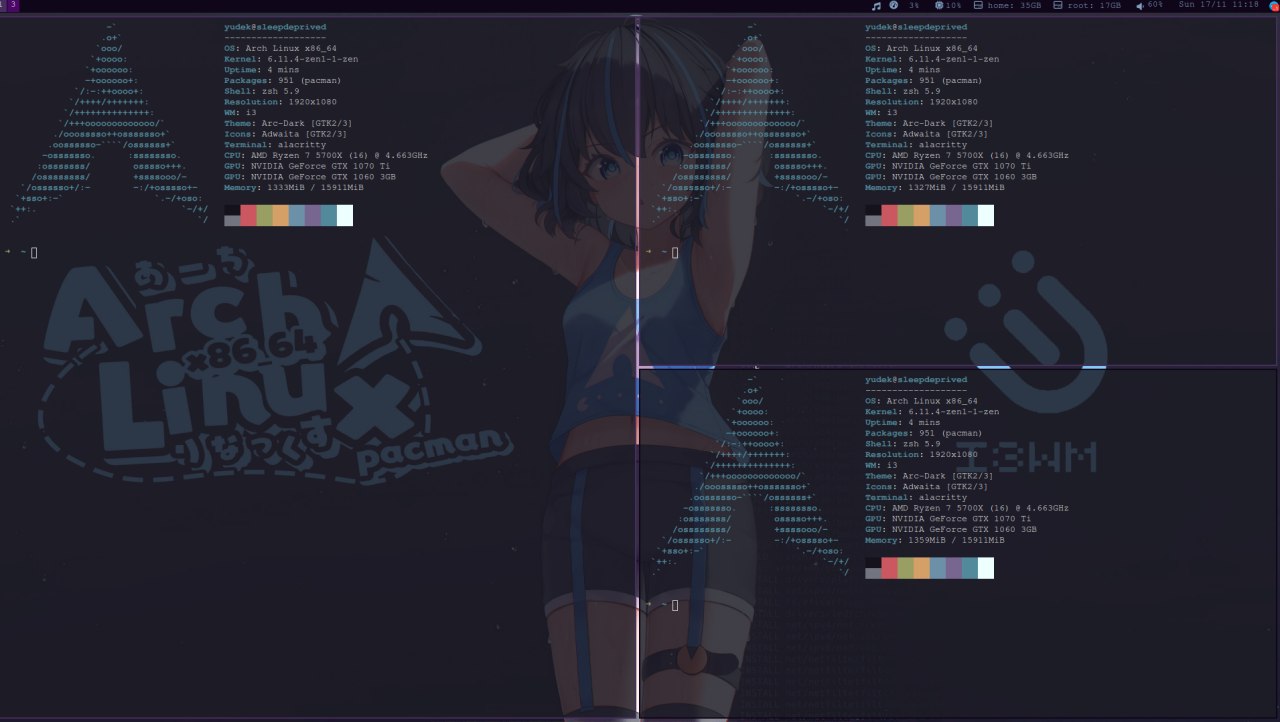 1 3 3% 10% home: 35GB root: 17GB 60% Sun 17/11 11:18
yudek@sleepdeprived
-------------------
OS: Arch Linux x86_64
Kernel: 6.11.4-zen1-1-zen
Uptime: 4 mins
Packages: 951 (pacman)
Shell: zsh 5.9
Resolution: 1920x1080
WM: i3
Theme: Arc-Dark [GTK2/3]
Icons: Adwaita [GTK2/3]
Terminal: alacritty
CPU: AMD Ryzen 7 5700X (16) @ 4.663GHz
GPU: NVIDIA GeForce GTX 1070 Ti
GPU: NVIDIA GeForce GTX 1060 3GB
Memory: 1333MiB / 15911MiB
→ ~
yudek@sleepdeprived
-------------------
OS: Arch Linux x86_64
Kernel: 6.11.4-zen1-1-zen
Uptime: 4 mins
Packages: 951 (pacman)
Shell: zsh 5.9
Resolution: 1920x1080
WM: i3
Theme: Arc-Dark [GTK2/3]
Icons: Adwaita [GTK2/3]
Terminal: alacritty
CPU: AMD Ryzen 7 5700X (16) @ 4.663GHz
GPU: NVIDIA GeForce GTX 1070 Ti
GPU: NVIDIA GeForce GTX 1060 3GB
Memory: 1327MiB / 15911MiB
→ ~
yudek@sleepdeprived
-------------------
OS: Arch Linux x86_64
Kernel: 6.11.4-zen1-1-zen
Uptime: 4 mins
Packages: 951 (pacman)
Shell: zsh 5.9
Resolution: 1920x1080
WM: i3
Theme: Arc-Dark [GTK2/3]
Icons: Adwaita [GTK2/3]
Terminal: alacritty
CPU: AMD Ryzen 7 5700X (16) @ 4.663GHz
GPU: NVIDIA GeForce GTX 1070 Ti
GPU: NVIDIA GeForce GTX 1060 3GB
Memory: 1359MiB / 15911MiB
→ ~
あーち
Arch
x86_64
Linux
りなっくす
pacman
I3WM